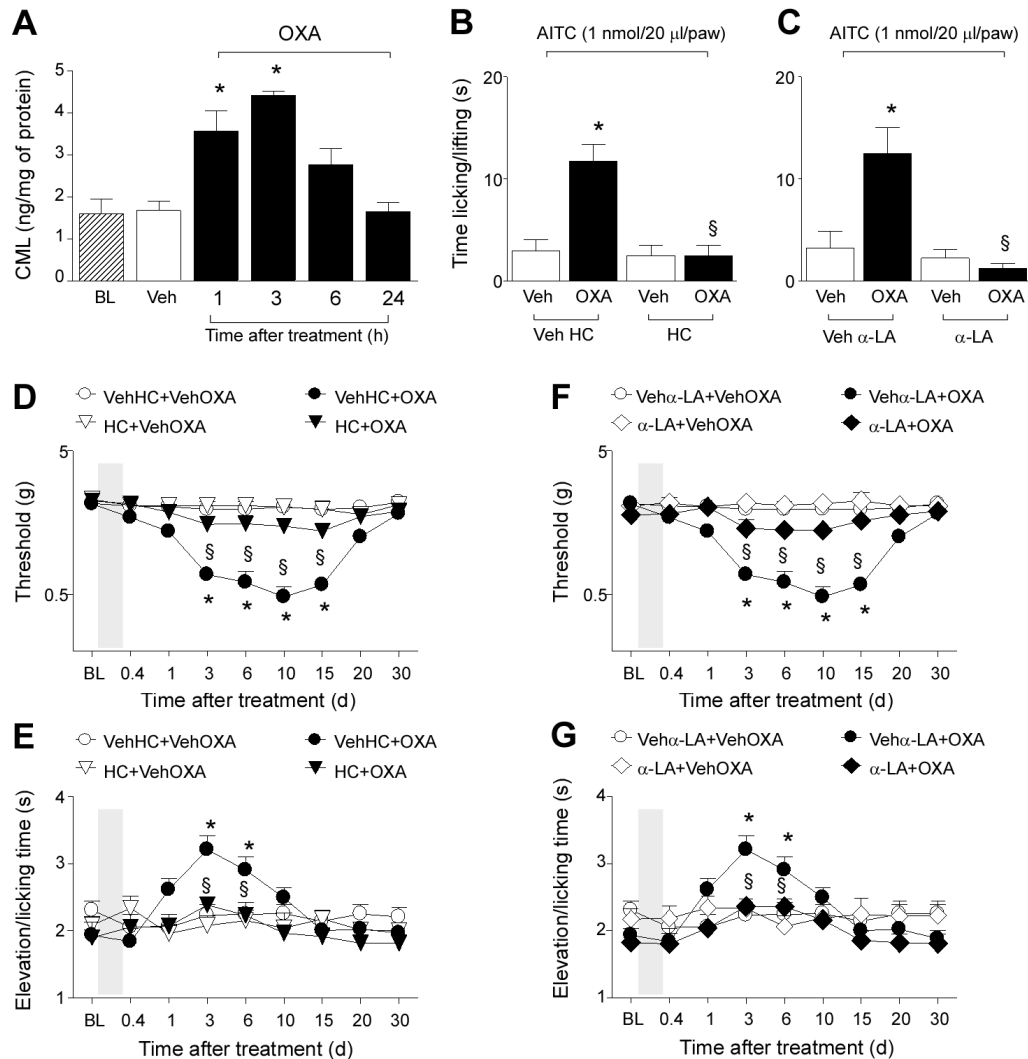 A
OXA
CML (ng/mg of protein)
5
4
3
2
1
0
* *
BL Veh 1 3 6 24
Time after treatment (h)
B
AITC (1 nmol/20 µl/paw)
Time licking/lifting (s)
20
10
0
*
§
Veh OXA Veh OXA
Veh HC HC
C
AITC (1 nmol/20 µl/paw)
20
10
0
*
§
Veh OXA Veh OXA
Veh α-LA α-LA
D
VehHC+VehOXA VehHC+OXA
HC+VehOXA HC+OXA
Threshold (g)
5
0.5
§ § § §
* * * *
BL 0.4 1 3 6 10 15 20 30
Time after treatment (d)
F
Vehα-LA+VehOXA Vehα-LA+OXA
α-LA+VehOXA α-LA+OXA
Threshold (g)
5
0.5
§ § § §
* * * *
BL 0.4 1 3 6 10 15 20 30
Time after treatment (d)
E
VehHC+VehOXA VehHC+OXA
HC+VehOXA HC+OXA
Elevation/licking time (s)
4
3
2
1
* *
§ §
BL 0.4 1 3 6 10 15 20 30
Time after treatment (d)
G
Vehα-LA+VehOXA Vehα-LA+OXA
α-LA+VehOXA α-LA+OXA
Elevation/licking time (s)
4
3
2
1
* *
§ §
BL 0.4 1 3 6 10 15 20 30
Time after treatment (d)